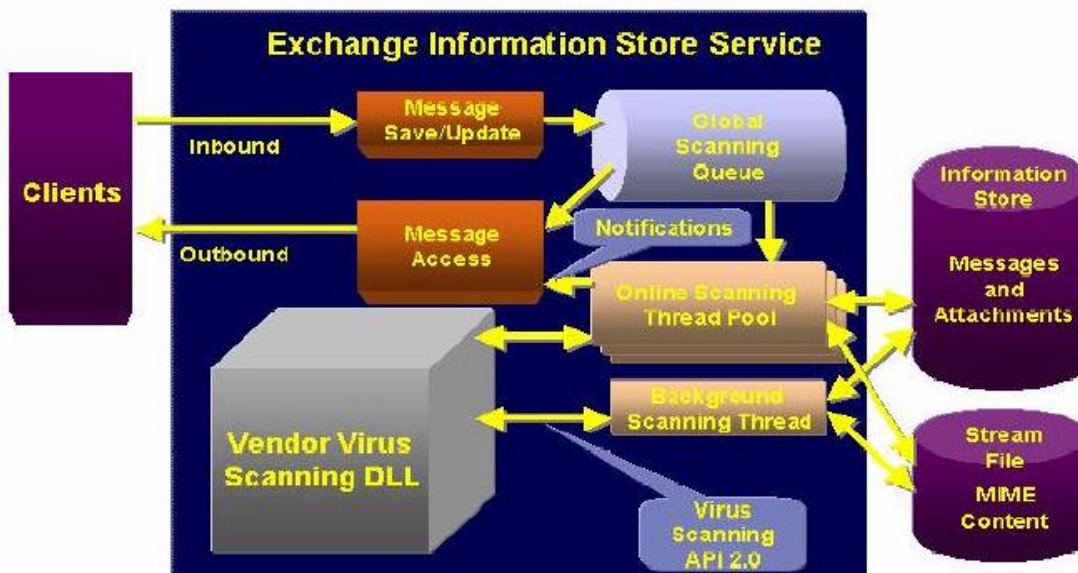 Exchange Information Store Service
Clients
Inbound
Message
Save/Update
Global
Scanning
Queue
Information
Store
Messages
and
Attachments
Outbound
Message
Access
Notifications
Online Scanning
Thread Pool
Background
Scanning Thread
Vendor Virus
Scanning DLL
Virus
Scanning
API 2.0
Stream
File
MIME
Content